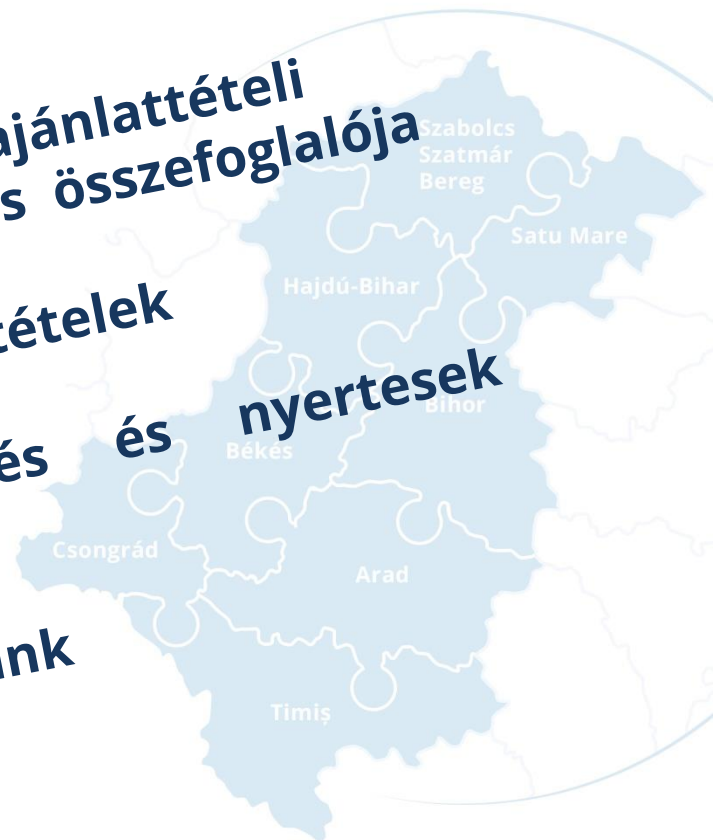 ajánlattételi
s összefoglalója
tételek
és és nyertesek
nk
Szabolcs
Szatmár
Bereg
Satu Mare
Hajdú-Bihar
Bihor
Békés
Csongrád
Arad
Timiș